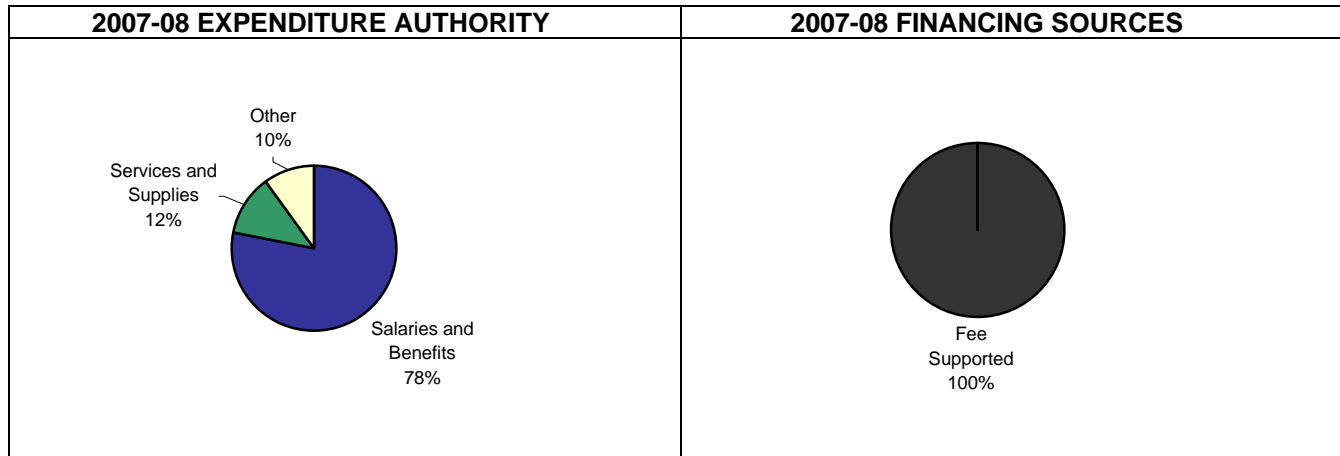 2007-08 EXPENDITURE AUTHORITY
Other
10%
Services and
Supplies
12%
Salaries and
Benefits
78%
2007-08 FINANCING SOURCES
Fee
Supported
100%